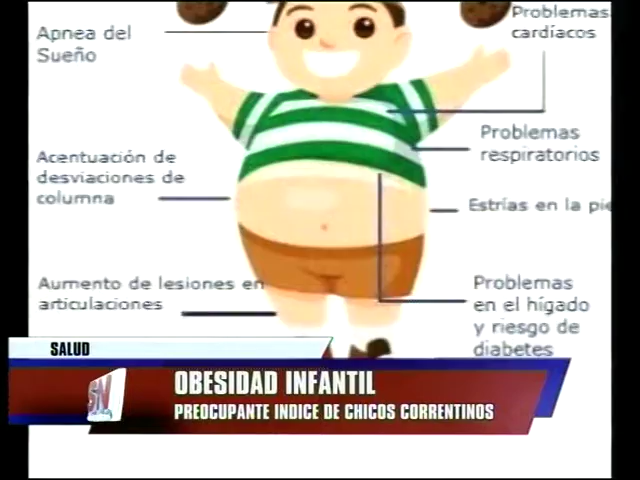 Apnea del
Sueño
Problemas
cardíacos
Problemas
respiratorios
Acentuación de
desviaciones de
columna
Estrías en la pie
Aumento de lesiones en
articulaciones
Problemas
en el hígado
y riesgo de
diabetes
SALUD
SN
OBESIDAD INFANTIL
PREOCUPANTE INDICE DE CHICOS CORRENTINOS